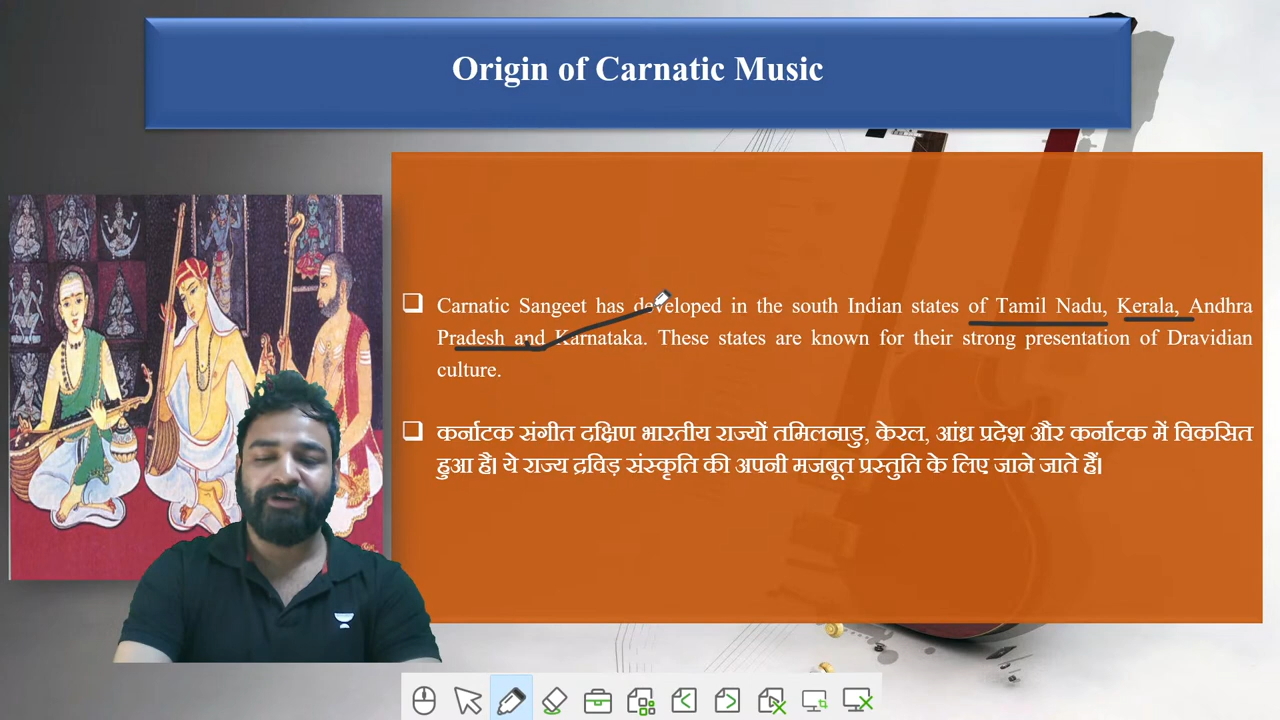 Origin of Carnatic Music
Carnatic Sangeet has developed in the south Indian states of Tamil Nadu, Kerala, Andhra
Pradesh and Karnataka. These states are known for their strong presentation of Dravidian
culture.
कर्नाटक संगीत दक्षिण भारतीय राज्यों तमिलनाडु, केरल, आंध्र प्रदेश और कर्नाटक में विकसित
हुआ है। ये राज्य द्रविड़ संस्कृति की अपनी मजबूत प्रस्तुति के लिए जाने जाते हैं।